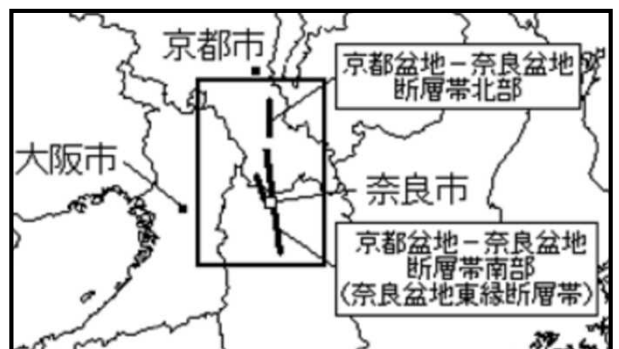 京都市
京都盆地－奈良盆地
断層帯北部
大阪市
奈良市
京都盆地－奈良盆地
断層帯南部
(奈良盆地東縁断層帯)